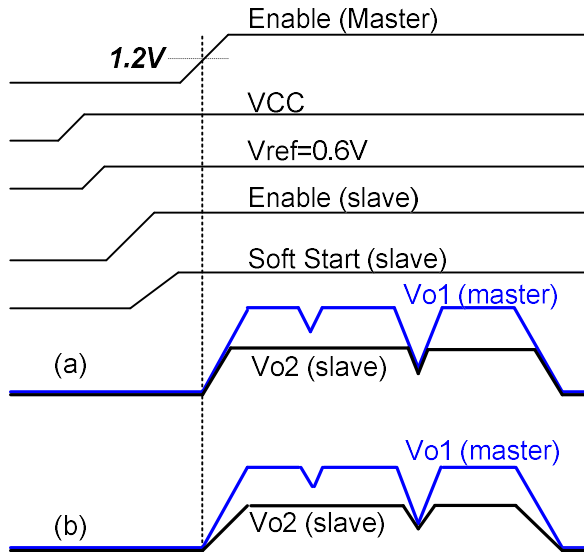 Enable (Master)
1.2V
VCC
Vref=0.6V
Enable (slave)
Soft Start (slave)
Vo1 (master)
(a)
Vo2 (slave)
Vo1 (master)
(b)
Vo2 (slave)